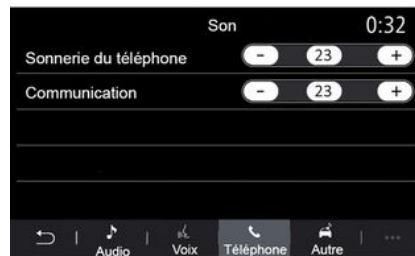 Son 0:32
Sonnerie du téléphone - 23 +
Communication - 23 +
Audio Voix Téléphone Autre ...